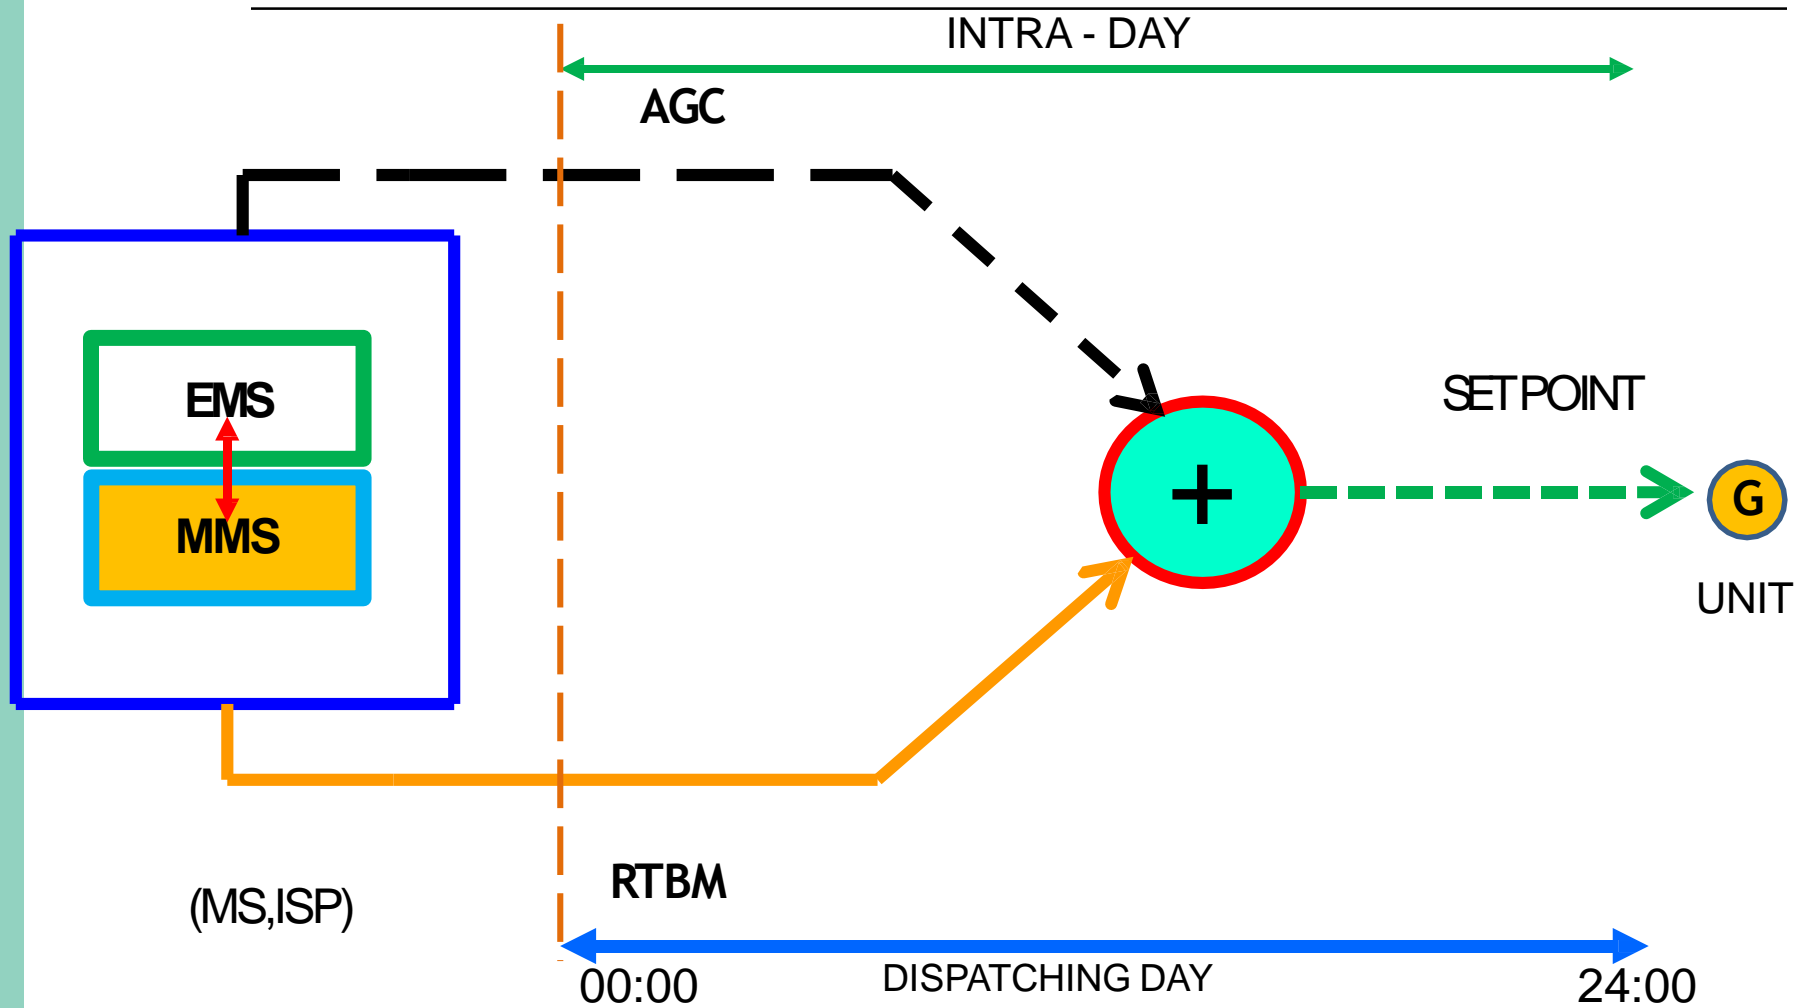 INTRA - DAY
AGC
EMS
SETPOINT
+
G
MMS
UNIT
RTBM
(MS,ISP)
00:00
DISPATCHING DAY
24:00